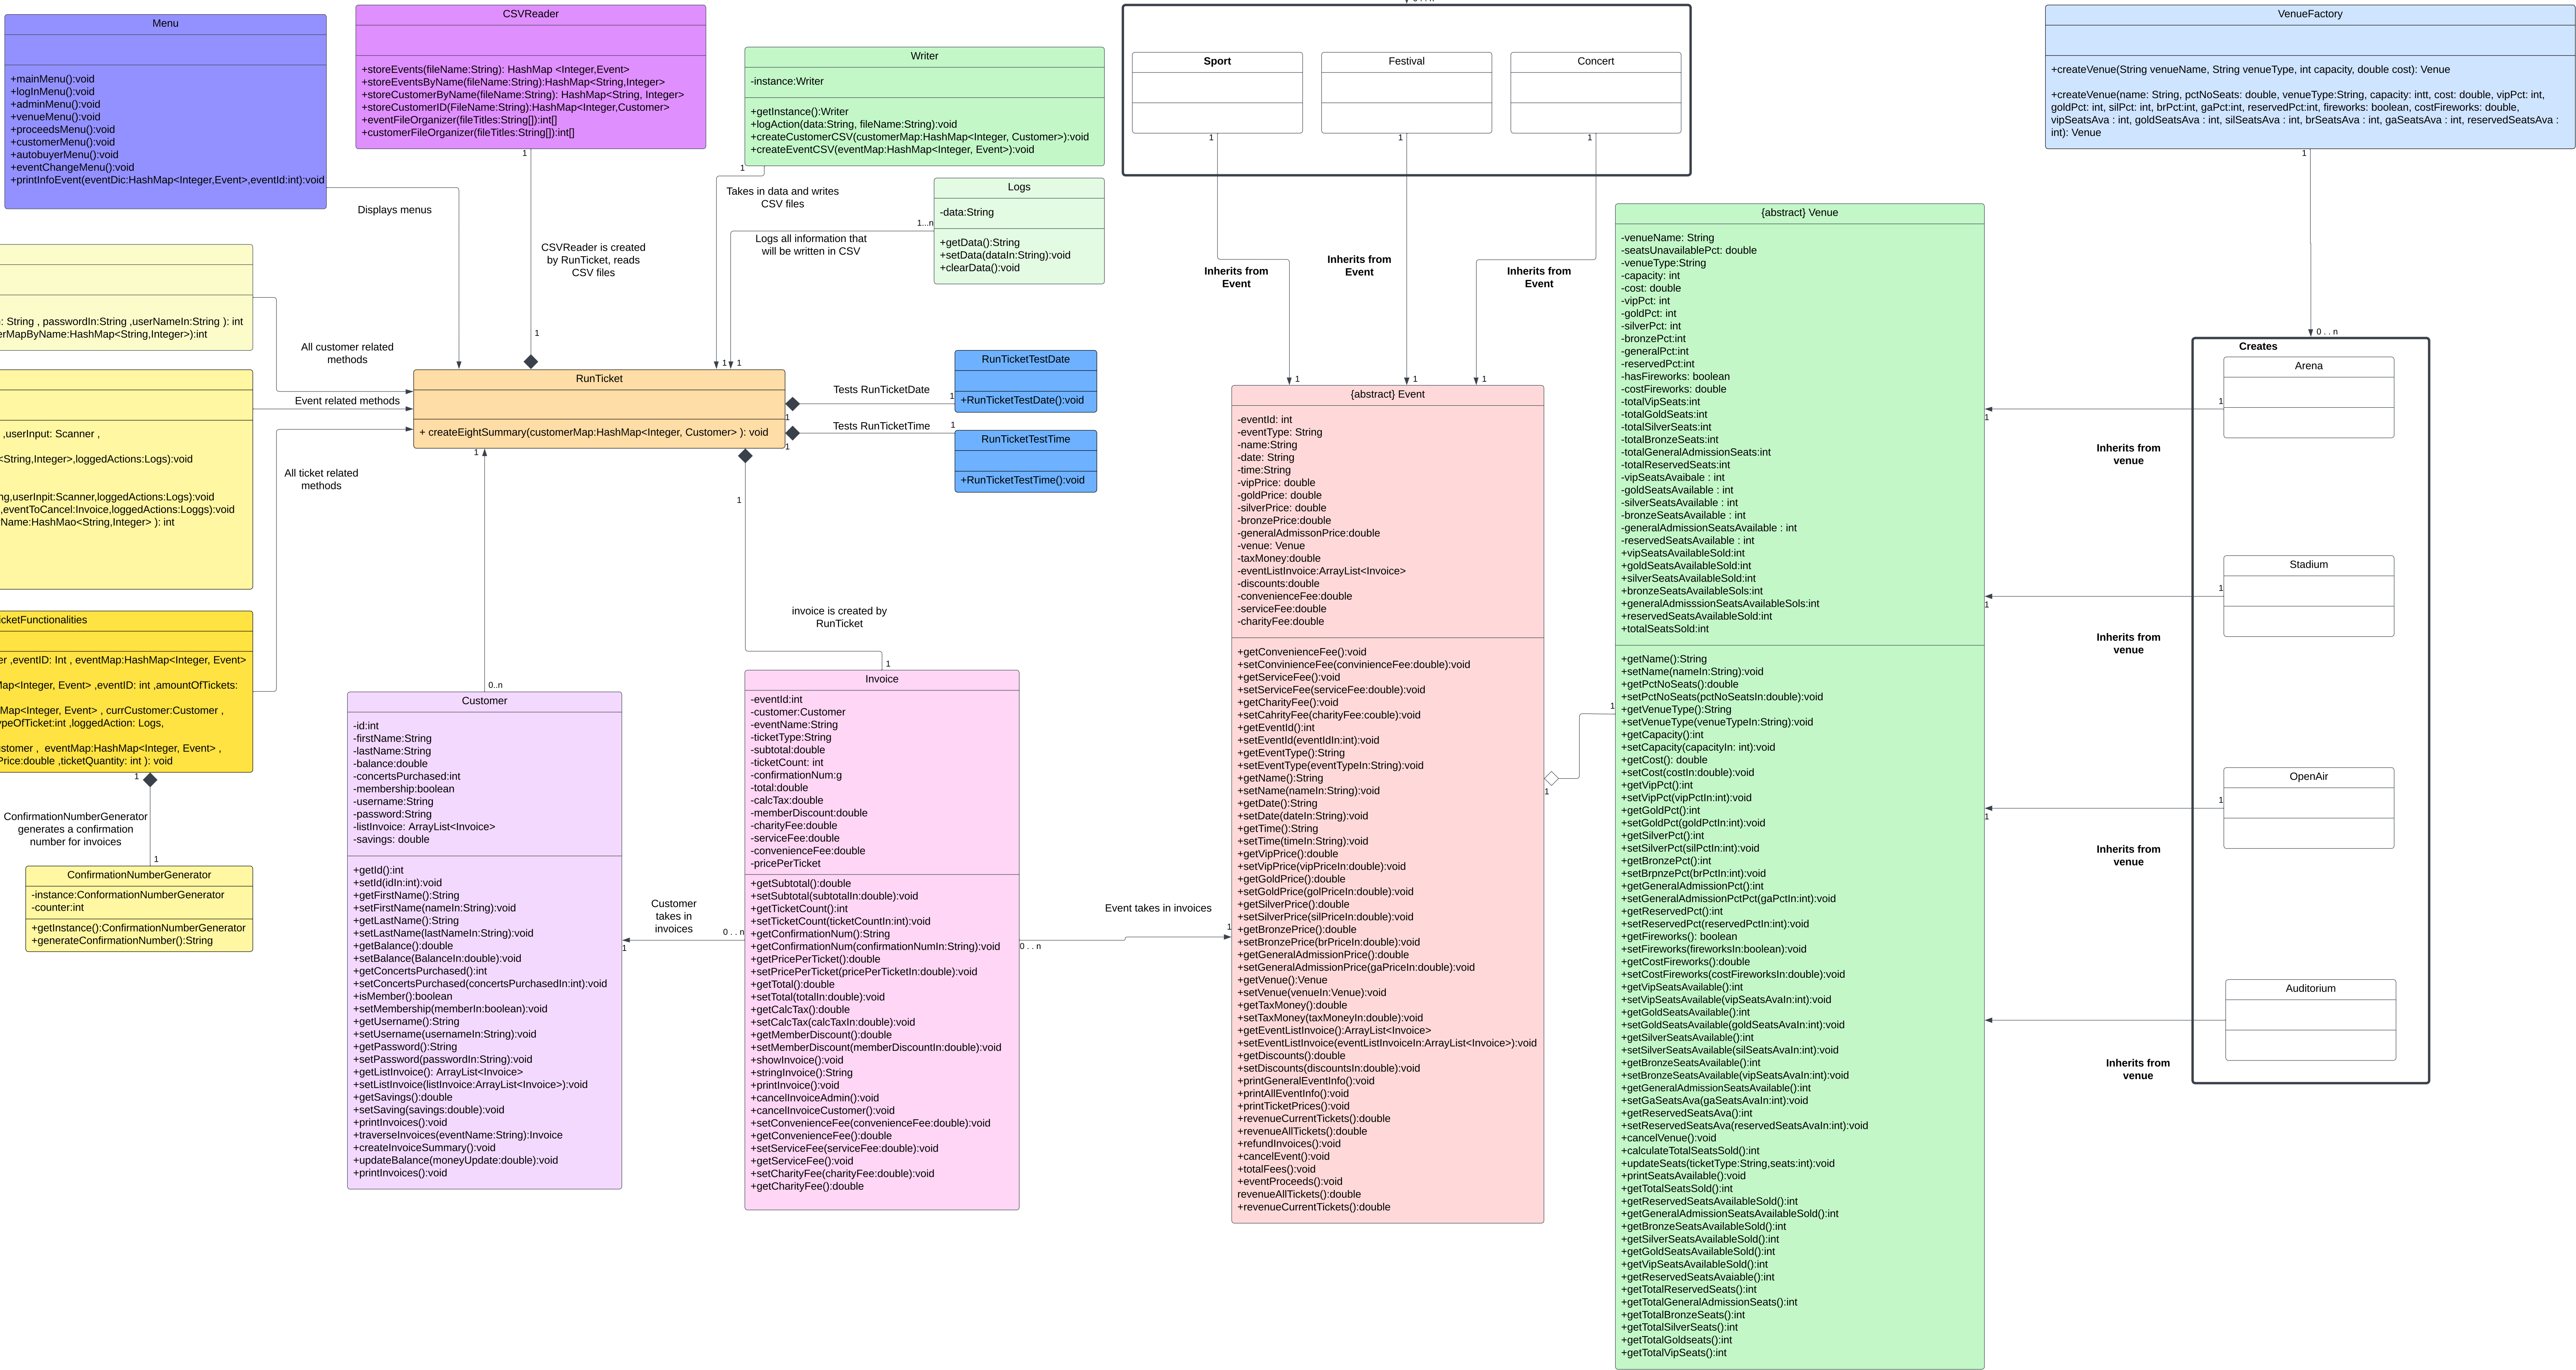 Menu
+mainMenu():void
+logInMenu():void
+adminMenu():void
+venueMenu():void
+proceedsMenu():void
+customerMenu():void
+autobuyerMenu():void
+eventChangeMenu():void
+printInfoEvent(eventDic:HashMap<Integer,Event>,eventId:int):void
Displays menus
CSVReader
+storeEvents(fileName:String): HashMap <Integer,Event>
+storeEventsByName(fileName:String):HashMap<String,Integer>
+storeCustomerByName(fileName:String): HashMap<String, Integer>
+storeCustomerID(FileName:String):HashMap<Integer,Customer>
+eventFileOrganizer(fileTitles:String[]):int[]
+customerFileOrganizer(fileTitles:String[]):int[]
1
CSVReader is created
by RunTicket, reads
CSV files
1
Writer
-instance:Writer
+getInstance():Writer
+logAction(data:String, fileName:String):void
+createCustomerCSV(customerMap:HashMap<Integer, Customer>):void
+createEventCSV(eventMap:HashMap<Integer, Event>):void
1
Takes in data and writes
CSV files
Logs
-data:String
+getData():String
+setData(dataIn:String):void
+clearData():void
1...n
Logs all information that
will be written in CSV
1
1
0 . . n
Sport
Festival
Concert
1
1
1
Inherits from
Event
Inherits from
Event
Inherits from
Event
1
1
1
VenueFactory
+createVenue(String venueName, String venueType, int capacity, double cost): Venue
+createVenue(name: String, pctNoSeats: double, venueType:String, capacity: intt, cost: double, vipPct: int,
goldPct: int, silPct: int, brPct:int, gaPct:int, reservedPct:int, fireworks: boolean, costFireworks: double,
vipSeatsAva : int, goldSeatsAva : int, silSeatsAva : int, brSeatsAva : int, gaSeatsAva : int, reservedSeatsAva :
int): Venue
1
0 . . n
: String , passwordIn:String ,userNameIn:String ): int
erMapByName:HashMap<String,Integer>):int
All customer related
methods
,userInput: Scanner ,
<String,Integer>,loggedActions:Logs):void
ng,userInpit:Scanner,loggedActions:Logs):void
,eventToCancel:Invoice,loggedActions:Loggs):void
Name:HashMao<String,Integer> ): int
Event related methods
icketFunctionalities
er ,eventID: Int , eventMap:HashMap<Integer, Event>
Map<Integer, Event> ,eventID: int ,amountOfTickets:
Map<Integer, Event> , currCustomer:Customer ,
ypeOfTicket:int ,loggedAction: Logs,
ustomer ,  eventMap:HashMap<Integer, Event> ,
Price:double ,ticketQuantity: int ): void
All ticket related
methods
1
ConfirmationNumberGenerator
generates a confirmation
number for invoices
1
ConfirmationNumberGenerator
-instance:ConformationNumberGenerator
-counter:int
+getInstance():ConfirmationNumberGenerator
+generateConfirmationNumber():String
RunTicket
+ createEightSummary(customerMap:HashMap<Integer, Customer> ): void
Tests RunTicketDate
1
1
RunTicketTestDate
+RunTicketTestDate():void
Tests RunTicketTime
1
1
RunTicketTestTime
+RunTicketTestTime():void
1
0..n
1
invoice is created by
RunTicket
1
Customer
-id:int
-firstName:String
-lastName:String
-balance:double
-concertsPurchased:int
-membership:boolean
-username:String
-password:String
-listInvoice: ArrayList<Invoice>
-savings: double
+getId():int
+setId(idIn:int):void
+getFirstName():String
+setFirstName(nameIn:String):void
+getLastName():String
+setLastName(lastNameIn:String):void
+getBalance():double
+setBalance(BalanceIn:double):void
+getConcertsPurchased():int
+setConcertsPurchased(concertsPurchasedIn:int):void
+isMember():boolean
+setMembership(memberIn:boolean):void
+getUsername():String
+setUsername(usernameIn:String):void
+getPassword():String
+setPassword(passwordIn:String):void
+getListInvoice(): ArrayList<Invoice>
+setListInvoice(listInvoice:ArrayList<Invoice>):void
+getSavings():double
+setSaving(savings:double):void
+printInvoices():void
+traverseInvoices(eventName:String):Invoice
+createInvoiceSummary():void
+updateBalance(moneyUpdate:double):void
+printInvoices():void
Customer
takes in
invoices
0 . . n
1
Invoice
-eventId:int
-customer:Customer
-eventName:String
-ticketType:String
-subtotal:double
-ticketCount: int
-confirmationNum:g
-total:double
-calcTax:double
-memberDiscount:double
-charityFee:double
-serviceFee:double
-convenienceFee:double
-pricePerTicket
+getSubtotal():double
+setSubtotal(subtotalIn:double):void
+getTicketCount():int
+setTicketCount(ticketCountIn:int):void
+getConfirmationNum():String
+getConfirmationNum(confirmationNumIn:String):void
+getPricePerTicket():double
+setPricePerTicket(pricePerTicketIn:double):void
+getTotal():double
+setTotal(totalIn:double):void
+getCalcTax():double
+setCalcTax(calcTaxIn:double):void
+getMemberDiscount():double
+setMemberDiscount(memberDiscountIn:double):void
+showInvoice():void
+stringInvoice():String
+printInvoice():void
+cancelInvoiceAdmin():void
+cancelInvoiceCustomer():void
+setConvenienceFee(convenienceFee:double):void
+getConvenienceFee():double
+setServiceFee(serviceFee:double):void
+getServiceFee():void
+setCharityFee(charityFee:double):void
+getCharityFee():double
Event takes in invoices
0 . . n
1
{abstract} Event
-eventId: int
-eventType: String
-name:String
-date: String
-time:String
-vipPrice: double
-goldPrice: double
-silverPrice: double
-bronzePrice:double
-generalAdmissonPrice:double
-venue: Venue
-taxMoney:double
-eventListInvoice:ArrayList<Invoice>
-discounts:double
-convenienceFee:double
-serviceFee:double
-charityFee:double
+getConvenienceFee():void
+setConvinienceFee(convinienceFee:double):void
+getServiceFee():void
+setServiceFee(serviceFee:double):void
+getCharityFee():void
+setCahrityFee(charityFee:couble):void
+getEventId():int
+setEventId(eventIdIn:int):void
+getEventType():String
+setEventType(eventTypeIn:String):void
+getName():String
+setName(nameIn:String):void
+getDate():String
+setDate(dateIn:String):void
+getTime():String
+setTime(timeIn:String):void
+getVipPrice():double
+setVipPrice(vipPriceIn:double):void
+getGoldPrice():double
+setGoldPrice(golPriceIn:double):void
+getSilverPrice():double
+setSilverPrice(silPriceIn:double):void
+getBronzePrice():double
+setBronzePrice(brPriceIn:double):void
+getGeneralAdmissionPrice():double
+setGeneralAdmissionPrice(gaPriceIn:double):void
+getVenue():Venue
+setVenue(venueIn:Venue):void
+getTaxMoney():double
+setTaxMoney(taxMoneyIn:double):void
+getEventListInvoice():ArrayList<Invoice>
+setEventListInvoice(eventListInvoiceIn:ArrayList<Invoice>):void
+getDiscounts():double
+setDiscounts(discountsIn:double):void
+printGeneralEventInfo():void
+printAllEventInfo():void
+printTicketPrices():void
+revenueCurrentTickets():double
+revenueAllTickets():double
+refundInvoices():void
+cancelEvent():void
+totalFees():void
+eventProceeds():void
revenueAllTickets():double
+revenueCurrentTickets():double
1
1
{abstract} Venue
-venueName: String
-seatsUnavailablePct: double
-venueType:String
-capacity: int
-cost: double
-vipPct: int
-goldPct: int
-silverPct: int
-bronzePct:int
-generalPct:int
-reservedPct:int
-hasFireworks: boolean
-costFireworks: double
-totalVipSeats:int
-totalGoldSeats:int
-totalSilverSeats:int
-totalBronzeSeats:int
-totalGeneralAdmissionSeats:int
-totalReservedSeats:int
-vipSeatsAvaibale : int
-goldSeatsAvailable : int
-silverSeatsAvailable : int
-bronzeSeatsAvailable : int
-generalAdmissionSeatsAvailable : int
-reservedSeatsAvailable : int
+vipSeatsAvailableSold:int
+goldSeatsAvailableSold:int
+silverSeatsAvailableSold:int
+bronzeSeatsAvailableSols:int
+generalAdmisssionSeatsAvailableSols:int
+reservedSeatsAvailableSold:int
+totalSeatsSold:int
+getName():String
+setName(nameIn:String):void
+getPctNoSeats():double
+setPctNoSeats(pctNoSeatsIn:double):void
+getVenueType():String
+setVenueType(venueTypeIn:String):void
+getCapacity():int
+setCapacity(capacityIn: int):void
+getCost(): double
+setCost(costIn:double):void
+getVipPct():int
+setVipPct(vipPctIn:int):void
+getGoldPct():int
+setGoldPct(goldPctIn:int):void
+getSilverPct():int
+setSilverPct(silPctIn:int):void
+getBronzePct():int
+setBrpnzePct(brPctIn:int):void
+getGeneralAdmissionPct():int
+setGeneralAdmissionPctPct(gaPctIn:int):void
+getReservedPct():int
+setReservedPct(reservedPctIn:int):void
+getFireworks(): boolean
+setFireworks(fireworksIn:boolean):void
+getCostFireworks():double
+setCostFireworks(costFireworksIn:double):void
+getVipSeatsAvailable():int
+setVipSeatsAvailable(vipSeatsAvaIn:int):void
+getGoldSeatsAvailable():int
+setGoldSeatsAvailable(goldSeatsAvaIn:int):void
+getSilverSeatsAvailable():int
+setSilverSeatsAvailable(silSeatsAvaIn:int):void
+getBronzeSeatsAvailable():int
+setBronzeSeatsAvailable(vipSeatsAvaIn:int):void
+getGeneralAdmissionSeatsAvailable():int
+setGaSeatsAva(gaSeatsAvaIn:int):void
+getReservedSeatsAva():int
+setReservedSeatsAva(reservedSeatsAvaIn:int):void
+cancelVenue():void
+calculateTotalSeatsSold():int
+updateSeats(ticketType:String,seats:int):void
+printSeatsAvailable():void
+getTotalSeatsSold():int
+getReservedSeatsAvailableSold():int
+getGeneralAdmissionSeatsAvailableSold():int
+getBronzeSeatsAvailableSold():int
+getSilverSeatsAvailableSold():int
+getGoldSeatsAvailableSold():int
+getVipSeatsAvailableSold():int
+getReservedSeatsAvaiable():int
+getTotalReservedSeats():int
+getTotalGeneralAdmissionSeats():int
+getTotalBronzeSeats():int
+getTotalSilverSeats():int
+getTotalGoldseats():int
+getTotalVipSeats():int
Creates
Arena
1
1
Inherits from
venue
Stadium
1
1
Inherits from
venue
OpenAir
1
1
Inherits from
venue
Auditorium
Inherits from
venue